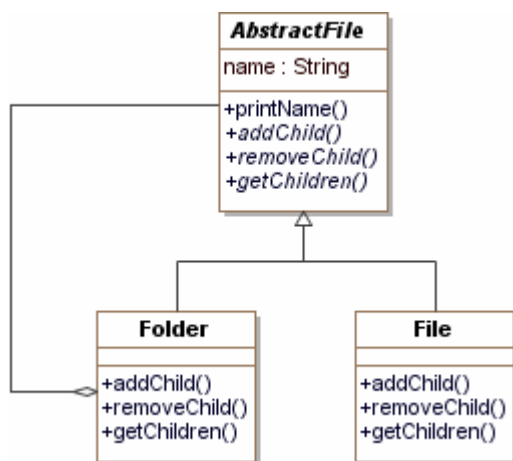 AbstractFile
name : String
+printName()
+addChild()
+removeChild()
+getChildren()
Folder
+addChild()
+removeChild()
+getChildren()
File
+addChild()
+removeChild()
+getChildren()